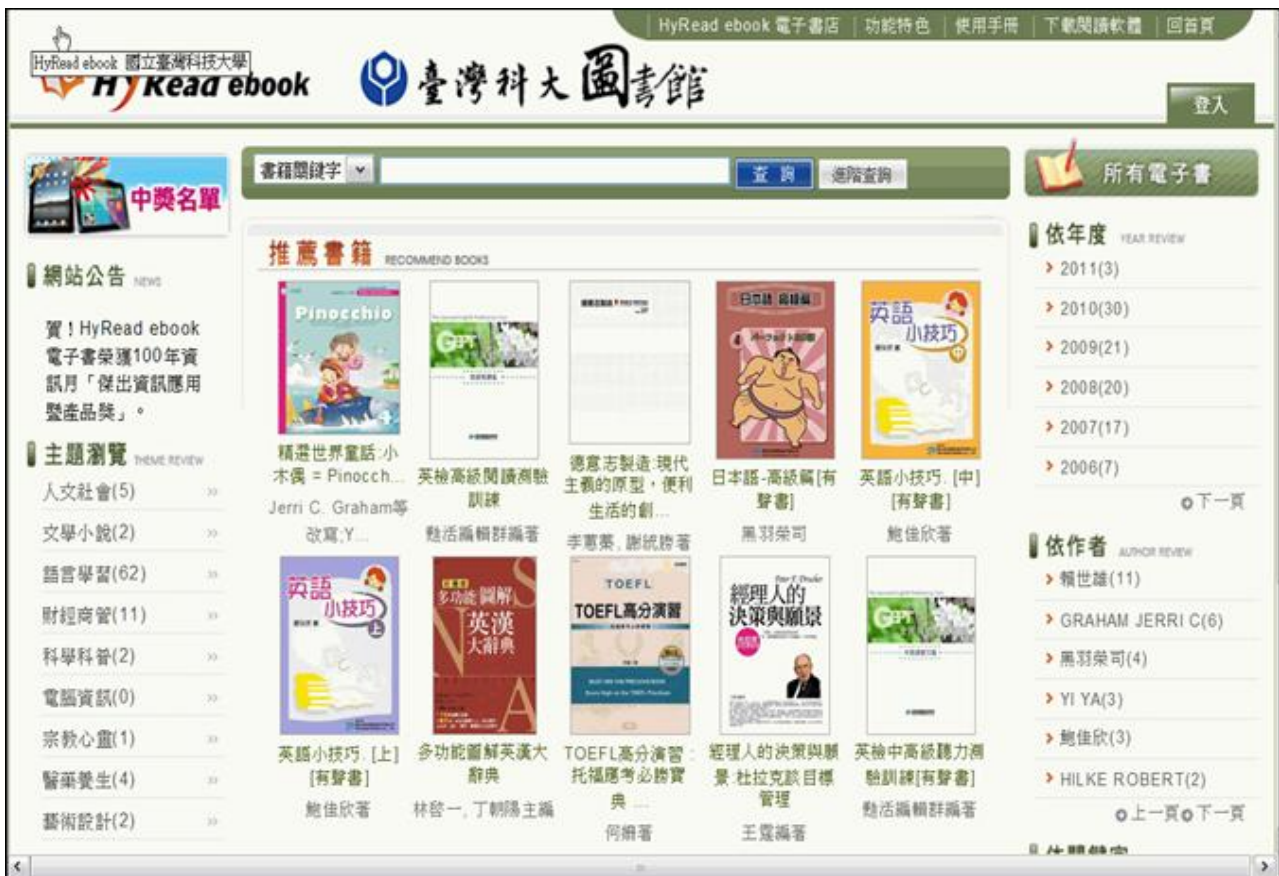 HyRead ebook 電子書店 | 功能特色 | 使用手冊 | 下載閱讀軟體 | 回首頁
HyRead ebook 國立臺灣科技大學
HyRead ebook
臺灣科大圖書館
登入
中獎名單
書籍關鍵字
查詢
進階查詢
所有電子書
網站公告 NEWS
賀！HyRead ebook
電子書榮獲100年資
訊月「傑出資訊應用
暨產品獎」。
主題瀏覽 THEME REVIEW
人文社會(5)
文學小說(2)
語言學習(62)
財經商管(11)
科學科普(2)
電腦資訊(0)
宗教心靈(1)
醫藥養生(4)
藝術設計(2)
推薦書籍 RECOMMEND BOOKS
Pinocchio
4
GEPT
日本語 高級篇
英語
小技巧
中
精選世界童話:小
木偶 = Pinocch...
Jerri C. Graham等
改寫;Y...
英檢高級閱讀測驗
訓練
甦活編輯群編著
德意志製造:現代
主義的原型，便利
生活的創...
李蕙蓁, 謝統勝著
日本語-高級篇[有
聲書]
黑羽榮司
英語小技巧. [中]
[有聲書]
鮑佳欣著
英語
小技巧
上
多功能圖解
英漢
大辭典
TOEFL
TOEFL高分演習
Peter F. Drucker
經理人的
決策與願景
GEPT
英語小技巧. [上]
[有聲書]
鮑佳欣著
多功能圖解英漢大
辭典
林啓一, 丁朝陽主編
TOEFL高分演習 :
托福應考必勝寶
典 ...
何姍著
經理人的決策與願
景:杜拉克談目標
管理
王霆編著
英檢中高級聽力測
驗訓練[有聲書]
甦活編輯群編著
依年度 YEAR REVIEW
2011(3)
2010(30)
2009(21)
2008(20)
2007(17)
2006(7)
下一頁
依作者 AUTHOR REVIEW
賴世雄(11)
GRAHAM JERRI C(6)
黑羽榮司(4)
YI YA(3)
鮑佳欣(3)
HILKE ROBERT(2)
上一頁 下一頁